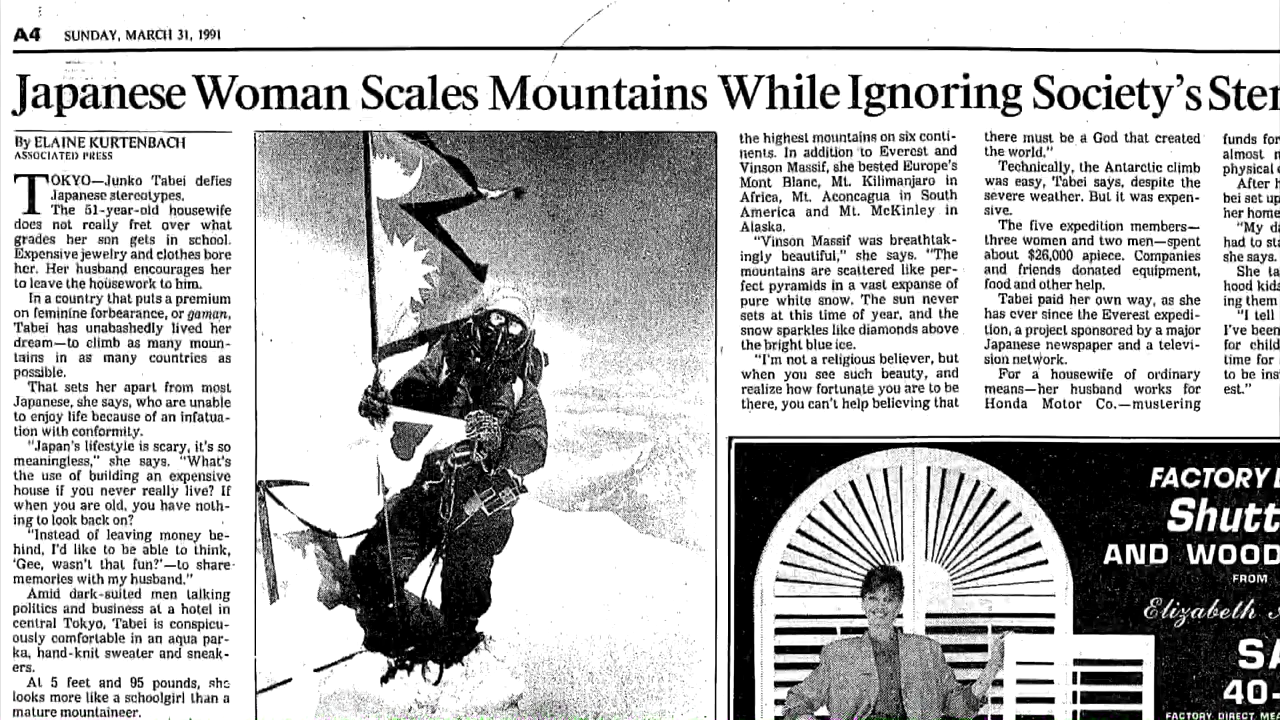 A4 SUNDAY, MARCH 31, 1991
Japanese Woman Scales Mountains While Ignoring Society's
By ELAINE KURTENBACH
ASSOCIATED PRESS
TOKYO—Junko Tabei defies
Japanese stereotypes.
The 51-year-old housewife
does not really fret over what
grades her son gets in school.
Expensive jewelry and clothes bore
her. Her husband encourages her
to leave the housework to him.
In a country that puts a premium
on feminine forbearance, or gaman,
Tabei has unabashedly lived her
dream—to climb as many moun-
tains in as many countries as
possible.
That sets her apart from most
Japanese, she says, who are unable
to enjoy life because of an infatua-
tion with conformity.
"Japan's lifestyle is scary, it's so
meaningless," she says. "What's
the use of building an expensive
house if you never really live? If
when you are old, you have noth-
ing to look back on?
"Instead of leaving money be-
hind, I'd like to be able to think,
'Gee, wasn't that fun?'—to share
memories with my husband."
Amid dark-suited men talking
politics and business at a hotel in
central Tokyo, Tabei is conspicu-
ously comfortable in an aqua par-
ka, hand-knit sweater and sneak-
ers.
At 5 feet and 95 pounds, she
looks more like a schoolgirl than a
mature mountaineer.
the highest mountains on six conti-
nents. In addition to Everest and
Vinson Massif, she bested Europe's
Mont Blanc, Mt. Kilimanjaro in
Africa, Mt. Aconcagua in South
America and Mt. McKinley in
Alaska.
"Vinson Massif was breathtak-
ingly beautiful," she says. "The
mountains are scattered like per-
fect pyramids in a vast expanse of
pure white snow. The sun never
sets at this time of year, and the
snow sparkles like diamonds above
the bright blue ice.
"I'm not a religious believer, but
when you see such beauty, and
realize how fortunate you are to be
there, you can't help believing that
there must be a God that created
the world."
Technically, the Antarctic climb
was easy, Tabei says, despite the
severe weather. But it was expen-
sive.
The five expedition members—
three women and two men—spent
about $26,000 apiece. Companies
and friends donated equipment,
food and other help.
Tabei paid her own way, as she
has ever since the Everest expedi-
tion, a project sponsored by a major
Japanese newspaper and a televi-
sion network.
For a housewife of ordinary
means—her husband works for
Honda Motor Co.—mustering
funds for
almost
physical
After
bei set up
her home
"My
had to
she says.
She
hood kids
ing them
"I tell
I've been
for child
time for
to be
est."
FACTORY
Shutt
AND WOOD
FROM
Elizabeth
SA
40-
FACTORY DIRECT